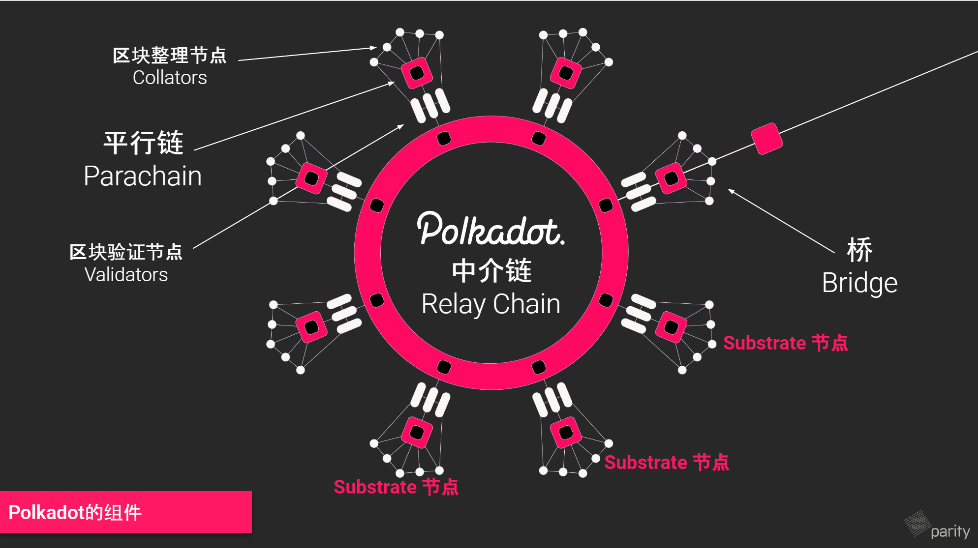 区块整理节点
Collators
平行链
Parachain
区块验证节点
Validators
Polkadot.
中介链
Relay Chain
桥
Bridge
Substrate 节点
Substrate 节点
Substrate 节点
Polkadot的组件
parity